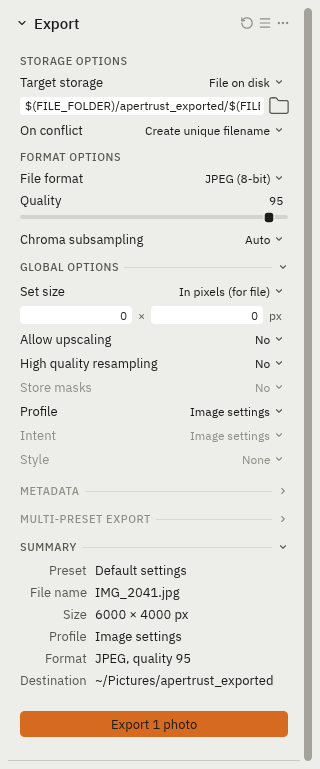 Export
STORAGE OPTIONS
Target storage File on disk
$(FILE_FOLDER)/apertrust_exported/$(FILE
On conflict Create unique filename
FORMAT OPTIONS
File format JPEG (8-bit)
Quality 95
Chroma subsampling Auto
GLOBAL OPTIONS
Set size In pixels (for file)
0 × 0 px
Allow upscaling No
High quality resampling No
Store masks No
Profile Image settings
Intent Image settings
Style None
METADATA
MULTI-PRESET EXPORT
SUMMARY
Preset Default settings
File name IMG_2041.jpg
Size 6000 × 4000 px
Profile Image settings
Format JPEG, quality 95
Destination ~/Pictures/apertrust_exported
Export 1 photo